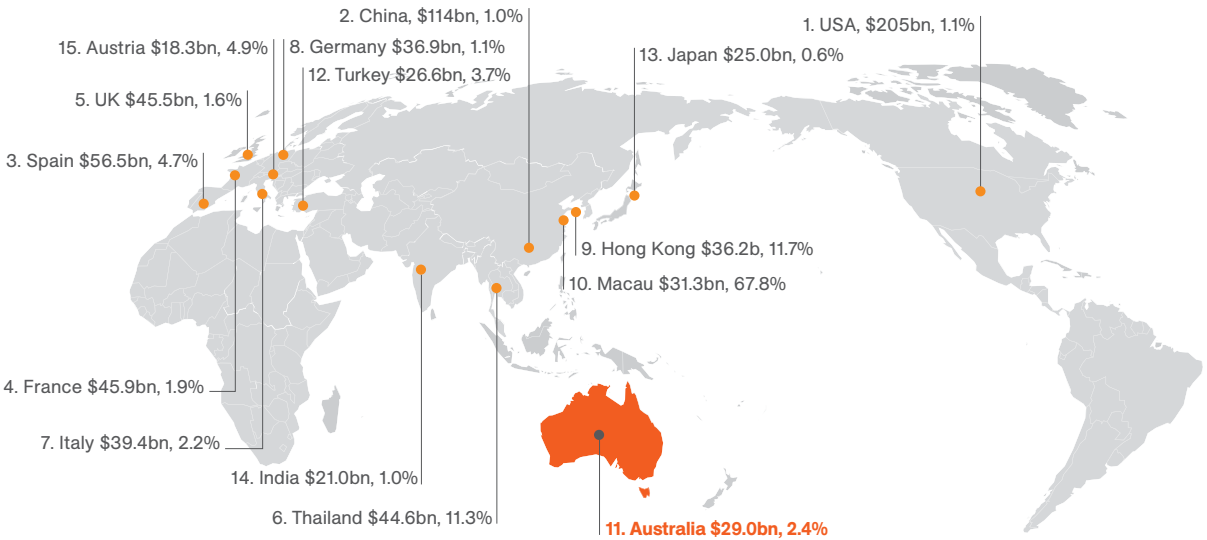 2. China, $114bn, 1.0%
1. USA, $205bn, 1.1%
15. Austria $18.3bn, 4.9%
8. Germany $36.9bn, 1.1%
13. Japan $25.0bn, 0.6%
12. Turkey $26.6bn, 3.7%
5. UK $45.5bn, 1.6%
3. Spain $56.5bn, 4.7%
9. Hong Kong $36.2b, 11.7%
10. Macau $31.3bn, 67.8%
4. France $45.9bn, 1.9%
7. Italy $39.4bn, 2.2%
14. India $21.0bn, 1.0%
6. Thailand $44.6bn, 11.3%
11. Australia $29.0bn, 2.4%